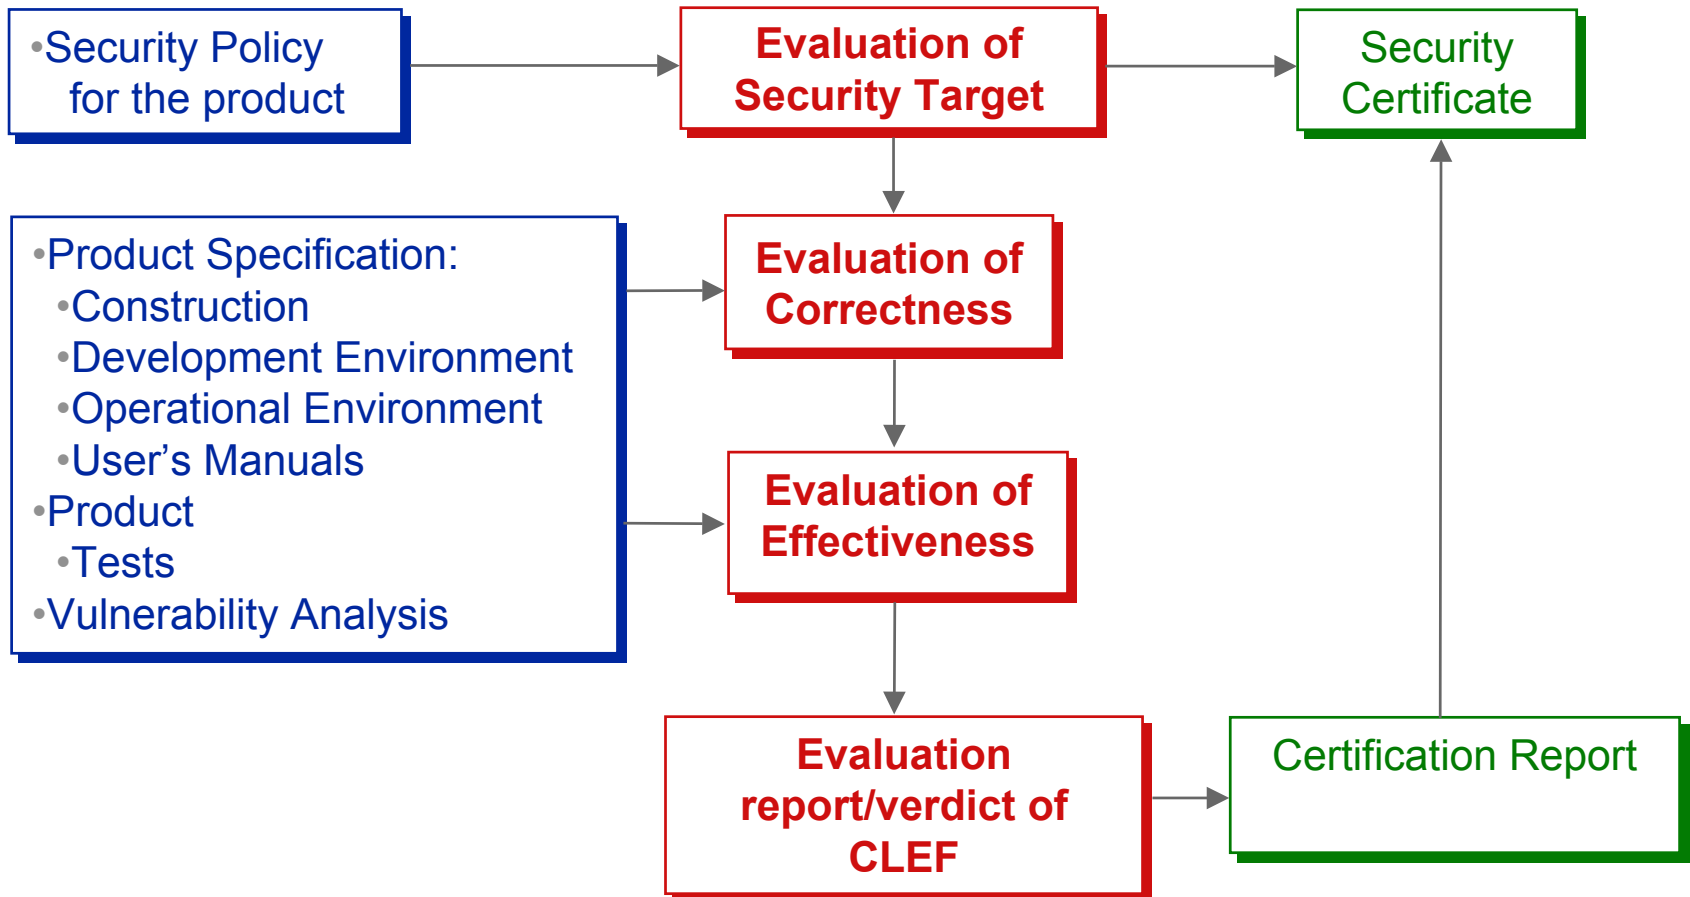 •Security Policy
for the product
Evaluation of
Security Target
Security
Certificate
•Product Specification:
•Construction
•Development Environment
•Operational Environment
•User’s Manuals
•Product
•Tests
•Vulnerability Analysis
Evaluation of
Correctness
Evaluation of
Effectiveness
Evaluation
report/verdict of
CLEF
Certification Report